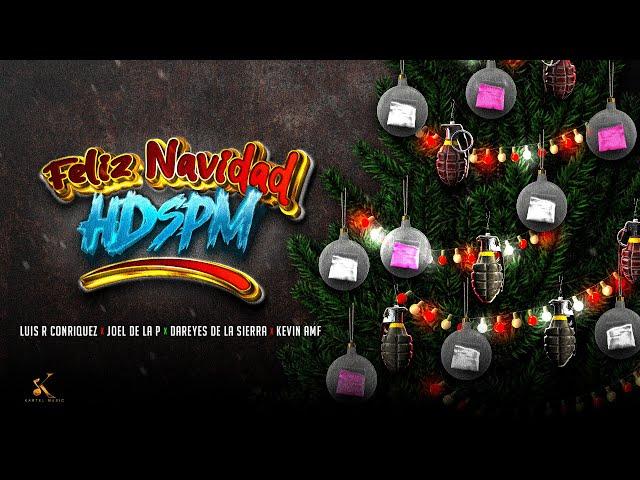 Feliz Navidad
HDSPM
LUIS R CONRIQUEZ x JOEL DE LA P x DAREYES DE LA SIERRA x KEVIN AMF
KARTEL MUSIC